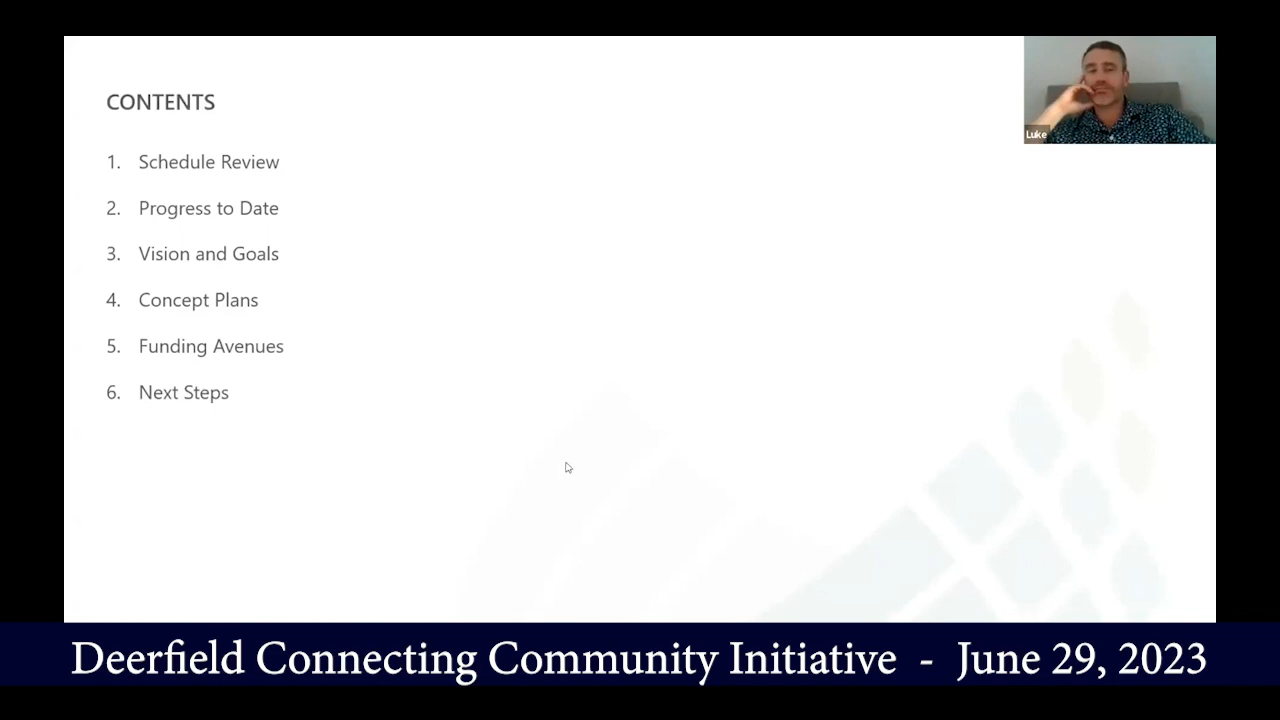 CONTENTS
1. Schedule Review
2. Progress to Date
3. Vision and Goals
4. Concept Plans
5. Funding Avenues
6. Next Steps
Luke
Deerfield Connecting Community Initiative - June 29, 2023